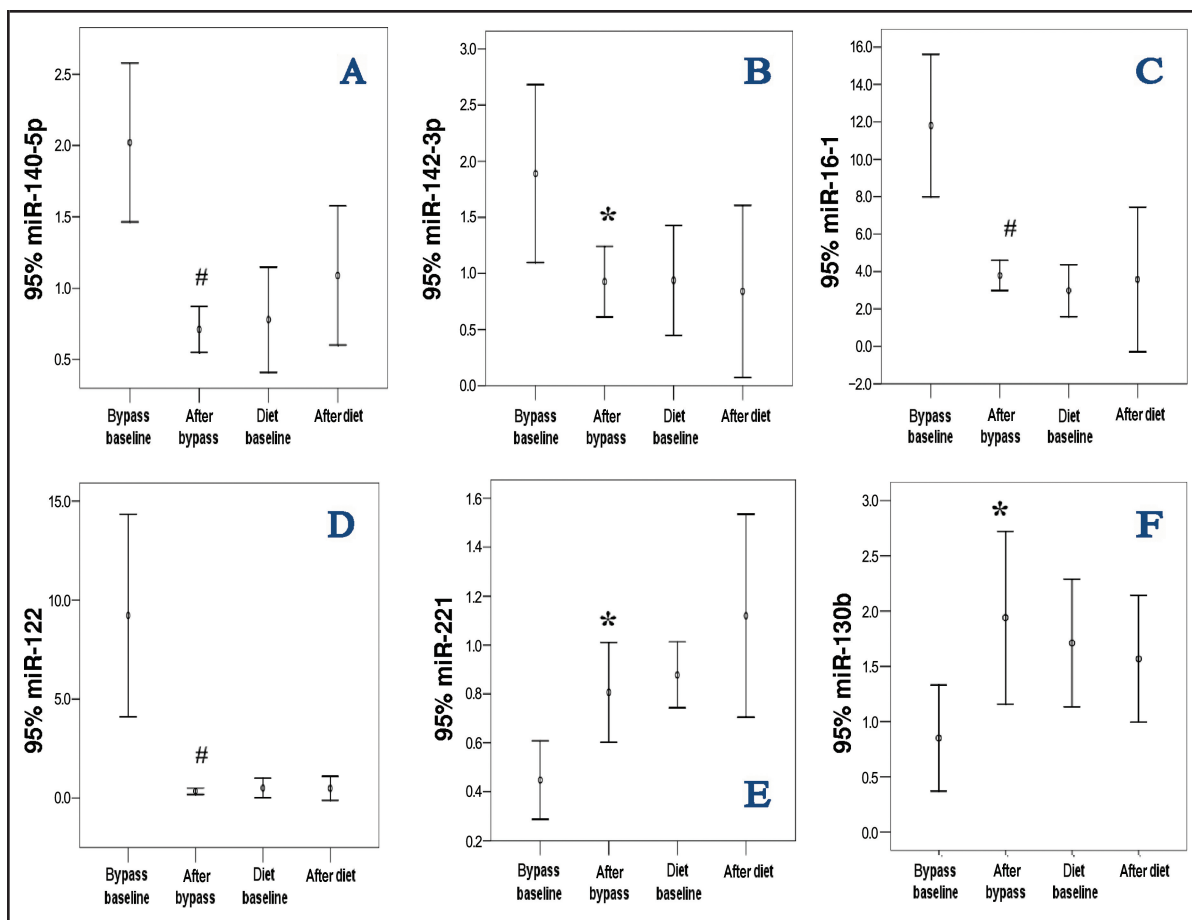 A
95% miR-140-5p
2.5
2.0
1.5
1.0
0.5
#
Bypass baseline
After bypass
Diet baseline
After diet
B
95% miR-142-3p
3.0
2.5
2.0
1.5
1.0
0.5
0.0
*
Bypass baseline
After bypass
Diet baseline
After diet
C
95% miR-16-1
16.0
14.0
12.0
10.0
8.0
6.0
4.0
2.0
0.0
−2.0
#
Bypass baseline
After bypass
Diet baseline
After diet
D
95% miR-122
15.0
10.0
5.0
0.0
#
Bypass baseline
After bypass
Diet baseline
After diet
E
95% miR-221
1.6
1.4
1.2
1.0
0.8
0.6
0.4
0.2
*
Bypass baseline
After bypass
Diet baseline
After diet
F
95% miR-130b
3.0
2.5
2.0
1.5
1.0
0.5
0.0
*
Bypass baseline
After bypass
Diet baseline
After diet